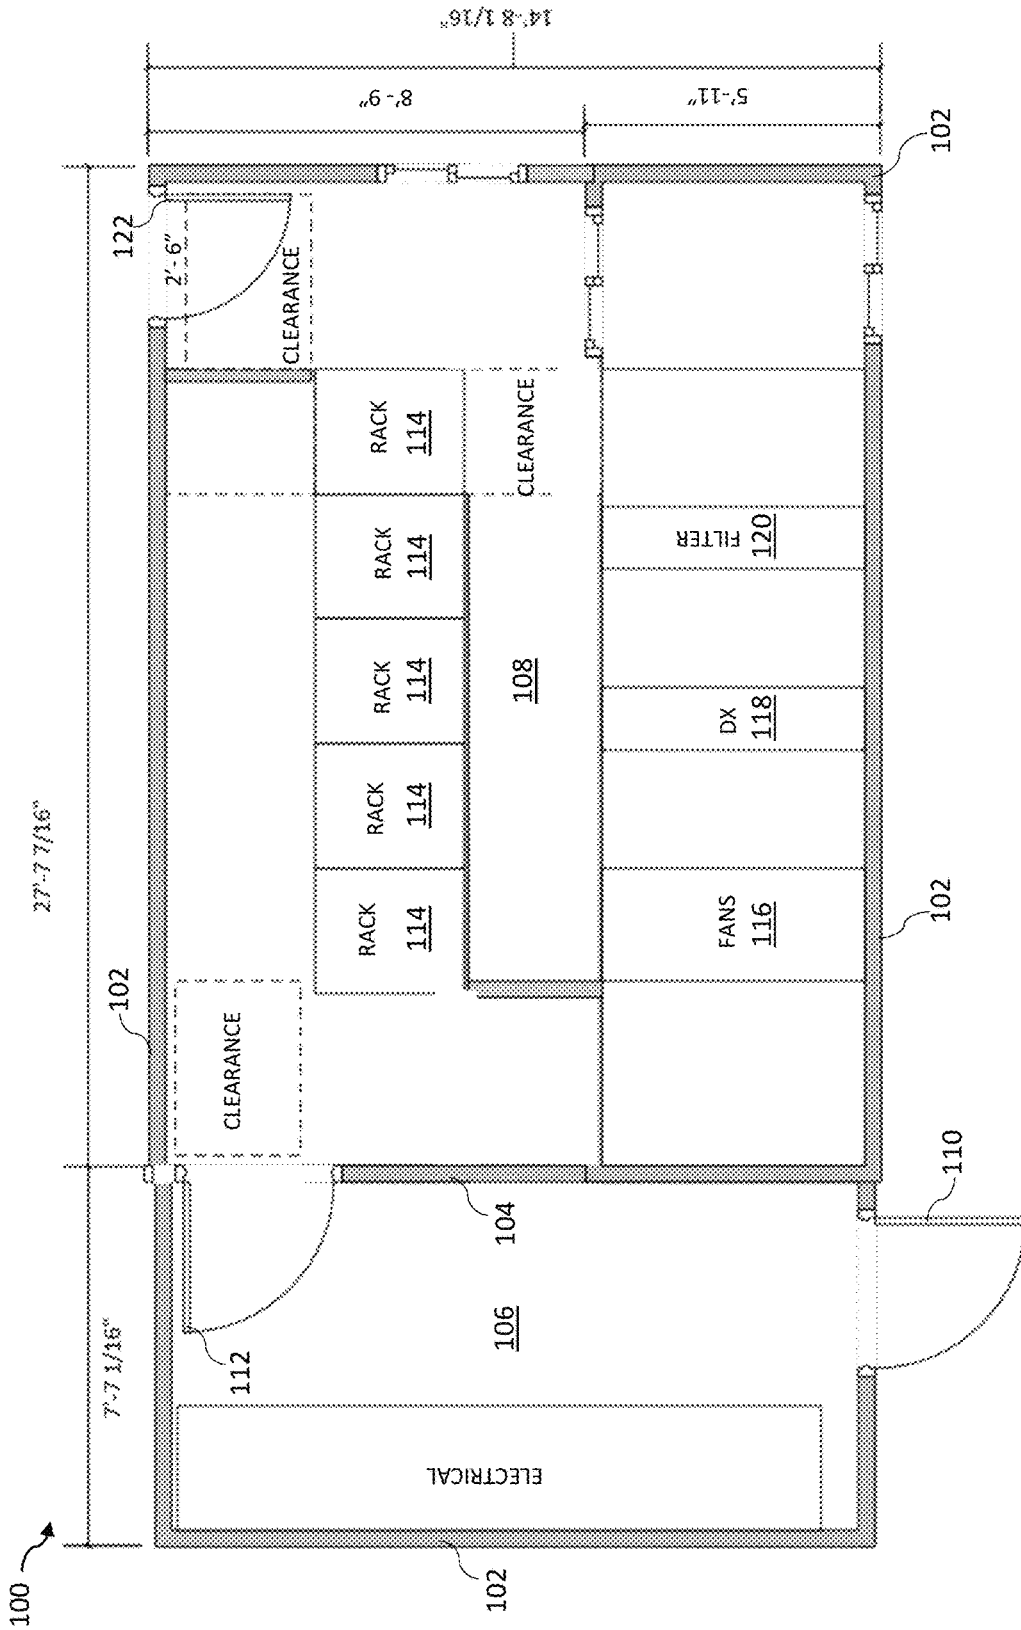 100
27'-7 7/16"
7'-7 1/16"
14'-8 1/16"
8'-9"
5'-11"
102
122
2'-6"
CLEARANCE
RACK
114
RACK
114
RACK
114
RACK
114
RACK
114
CLEARANCE
108
FILTER
120
DX
118
FANS
116
102
102
CLEARANCE
104
110
112
106
ELECTRICAL
102